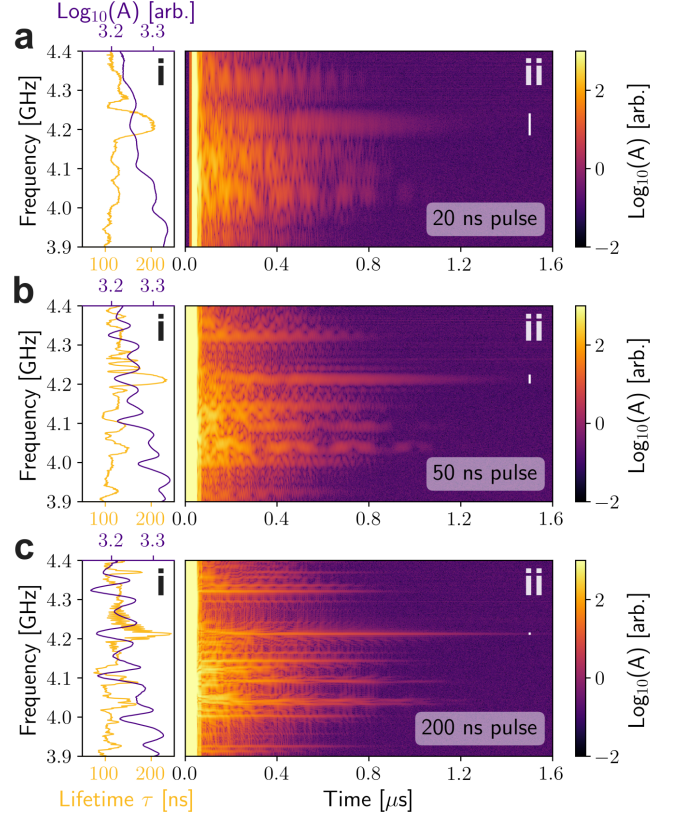 Log₁₀(A) [arb.]
3.2 3.3
a
i
ii
4.4
4.3
4.2
4.1
4.0
3.9
Frequency [GHz]
20 ns pulse
100 200
0.0 0.4 0.8 1.2 1.6
2
0
−2
Log₁₀(A) [arb.]
b
3.2 3.3
i
ii
4.4
4.3
4.2
4.1
4.0
3.9
Frequency [GHz]
50 ns pulse
100 200
0.0 0.4 0.8 1.2 1.6
2
0
−2
Log₁₀(A) [arb.]
c
3.2 3.3
i
ii
4.4
4.3
4.2
4.1
4.0
3.9
Frequency [GHz]
200 ns pulse
100 200
0.0 0.4 0.8 1.2 1.6
2
0
−2
Log₁₀(A) [arb.]
Lifetime τ [ns]
Time [μs]